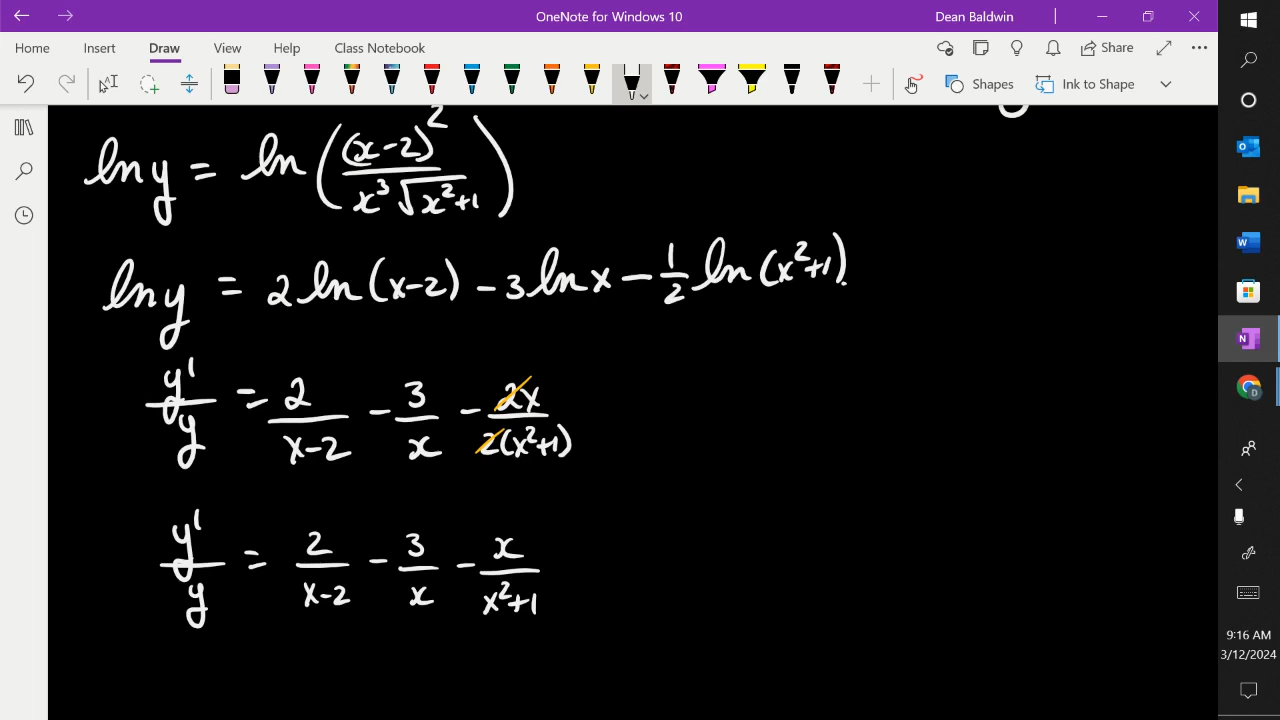 OneNote for Windows 10
Dean Baldwin
Home Insert Draw View Help Class Notebook
Share
Shapes
Ink to Shape
ln y = ln ( (x-2)^2 / x^3 √(x^2+1) )
ln y = 2 ln (x-2) - 3 ln x - 1/2 ln (x^2+1).
y'/y = 2/(x-2) - 3/x - 2x/2(x^2+1)
y'/y = 2/(x-2) - 3/x - x/(x^2+1)
9:16 AM
3/12/2024